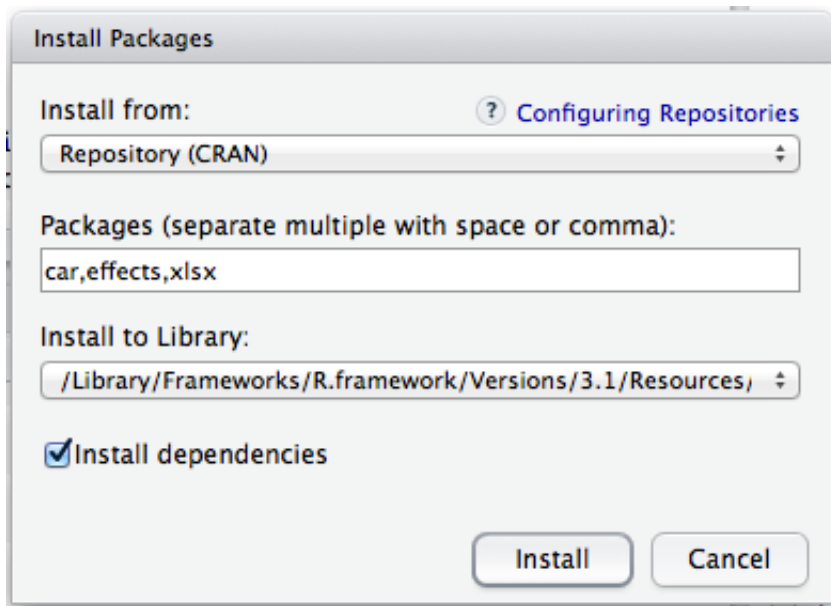 Install Packages
Install from:
? Configuring Repositories
Repository (CRAN)
Packages (separate multiple with space or comma):
car,effects,xlsx
Install to Library:
/Library/Frameworks/R.framework/Versions/3.1/Resources/
Install dependencies
Install
Cancel